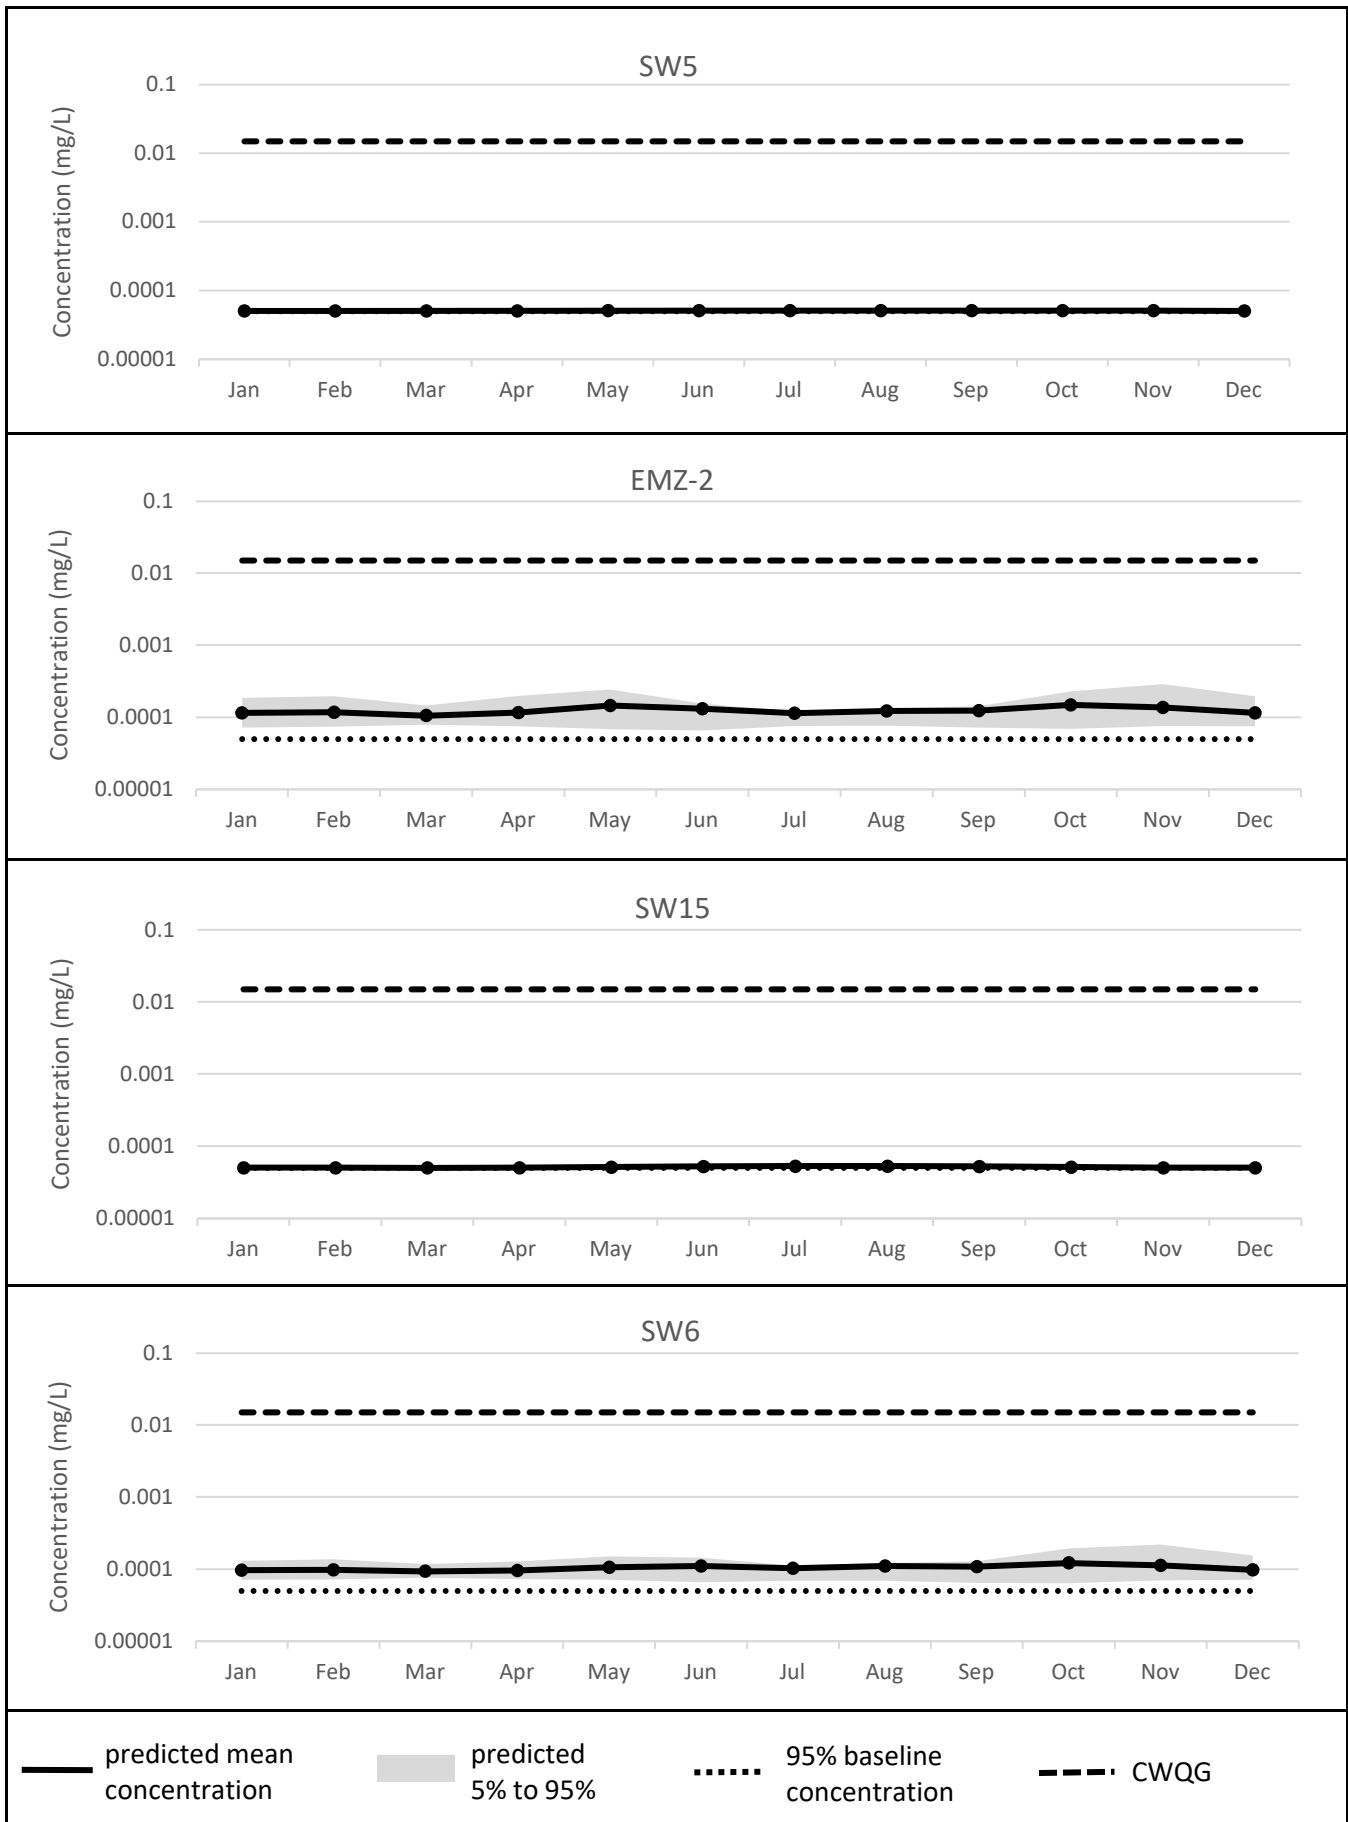 SW5
Concentration (mg/L)
0.1
0.01
0.001
0.0001
0.00001
Jan Feb Mar Apr May Jun Jul Aug Sep Oct Nov Dec
EMZ-2
Concentration (mg/L)
0.1
0.01
0.001
0.0001
0.00001
Jan Feb Mar Apr May Jun Jul Aug Sep Oct Nov Dec
SW15
Concentration (mg/L)
0.1
0.01
0.001
0.0001
0.00001
Jan Feb Mar Apr May Jun Jul Aug Sep Oct Nov Dec
SW6
Concentration (mg/L)
0.1
0.01
0.001
0.0001
0.00001
Jan Feb Mar Apr May Jun Jul Aug Sep Oct Nov Dec
predicted mean
concentration
predicted
5% to 95%
95% baseline
concentration
CWQG